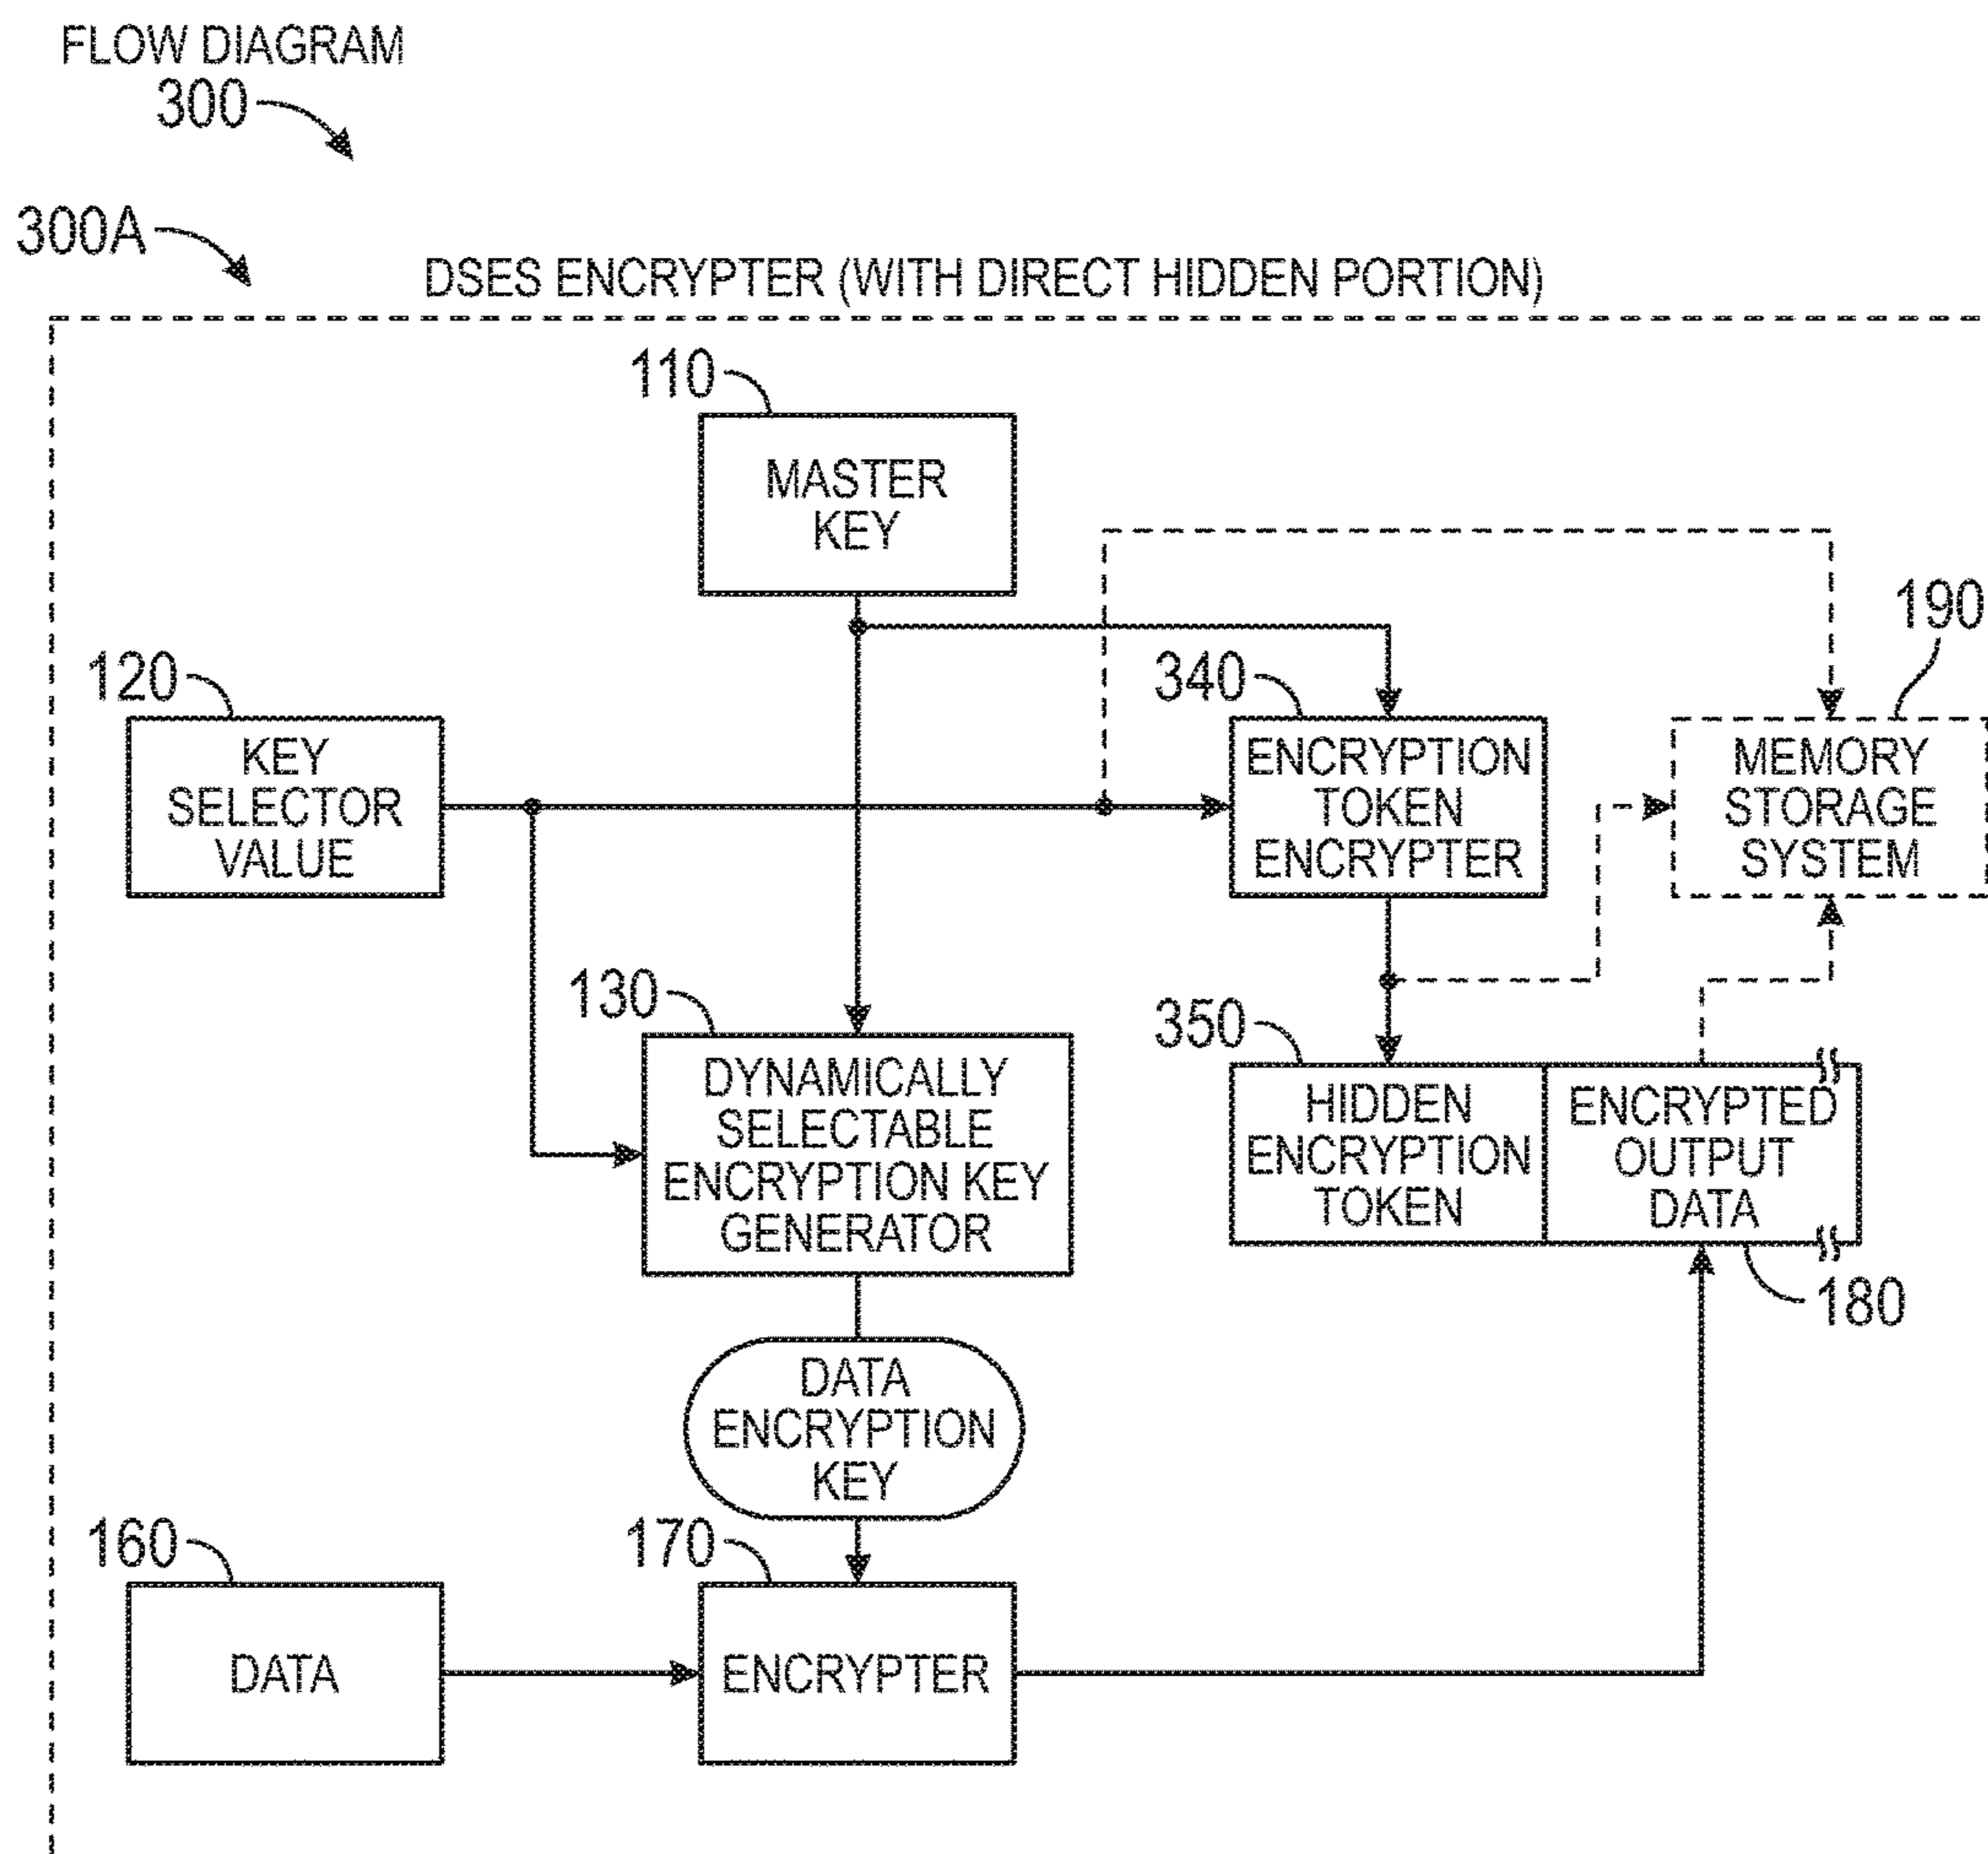 FLOW DIAGRAM
300
300A
DSES ENCRYPTER (WITH DIRECT HIDDEN PORTION)
110
MASTER
KEY
190
120
340
KEY
SELECTOR
VALUE
ENCRYPTION
TOKEN
ENCRYPTER
MEMORY
STORAGE
SYSTEM
130
350
DYNAMICALLY
SELECTABLE
ENCRYPTION KEY
GENERATOR
HIDDEN
ENCRYPTION
TOKEN
ENCRYPTED
OUTPUT
DATA
180
DATA
ENCRYPTION
KEY
160
170
DATA
ENCRYPTER